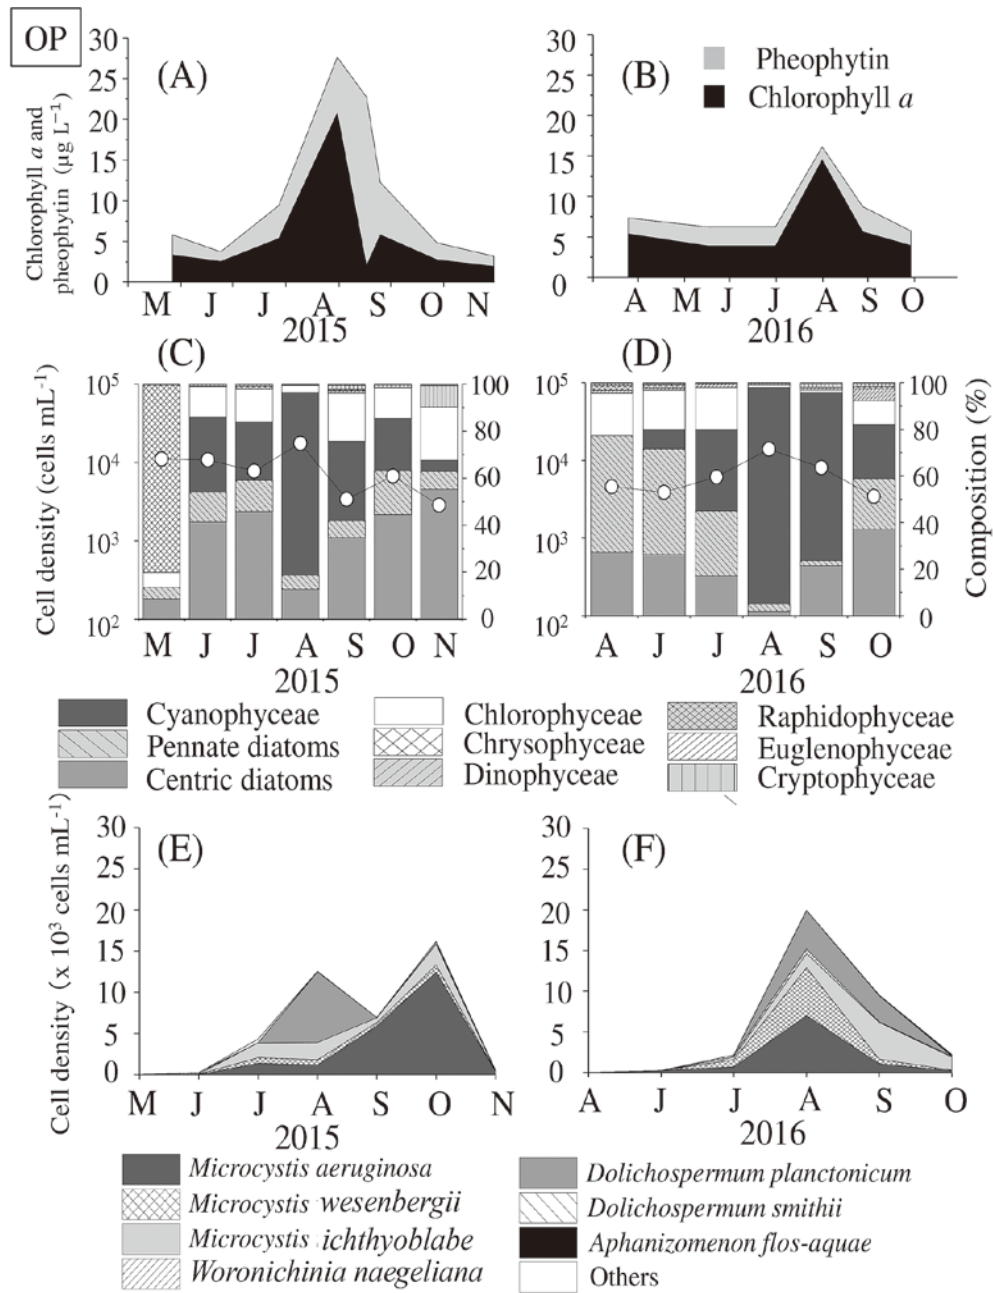 OP
(A)
(B)
Pheophytin
Chlorophyll a
Chlorophyll a and
pheophytin (μg L⁻¹)
30
25
20
15
10
5
0
30
25
20
15
10
5
0
M J J A S O N
2015
A M J J A S O
2016
(C)
(D)
Cell density (cells mL⁻¹)
10⁵
10⁴
10³
10²
100
80
60
40
20
0
10⁵
10⁴
10³
10²
100
80
60
40
20
0
Composition (%)
M J J A S O N
2015
A J J A S O
2016
Cyanophyceae
Pennate diatoms
Centric diatoms
Chlorophyceae
Chrysophyceae
Dinophyceae
Raphidophyceae
Euglenophyceae
Cryptophyceae
Cell density (x 10³ cells mL⁻¹)
(E)
(F)
30
25
20
15
10
5
0
30
25
20
15
10
5
0
M J J A S O N
2015
A J J A S O
2016
Microcystis aeruginosa
Microcystis wesenbergii
Microcystis ichthyoblabe
Woronichinia naegeliana
Dolichospermum planctonicum
Dolichospermum smithii
Aphanizomenon flos-aquae
Others